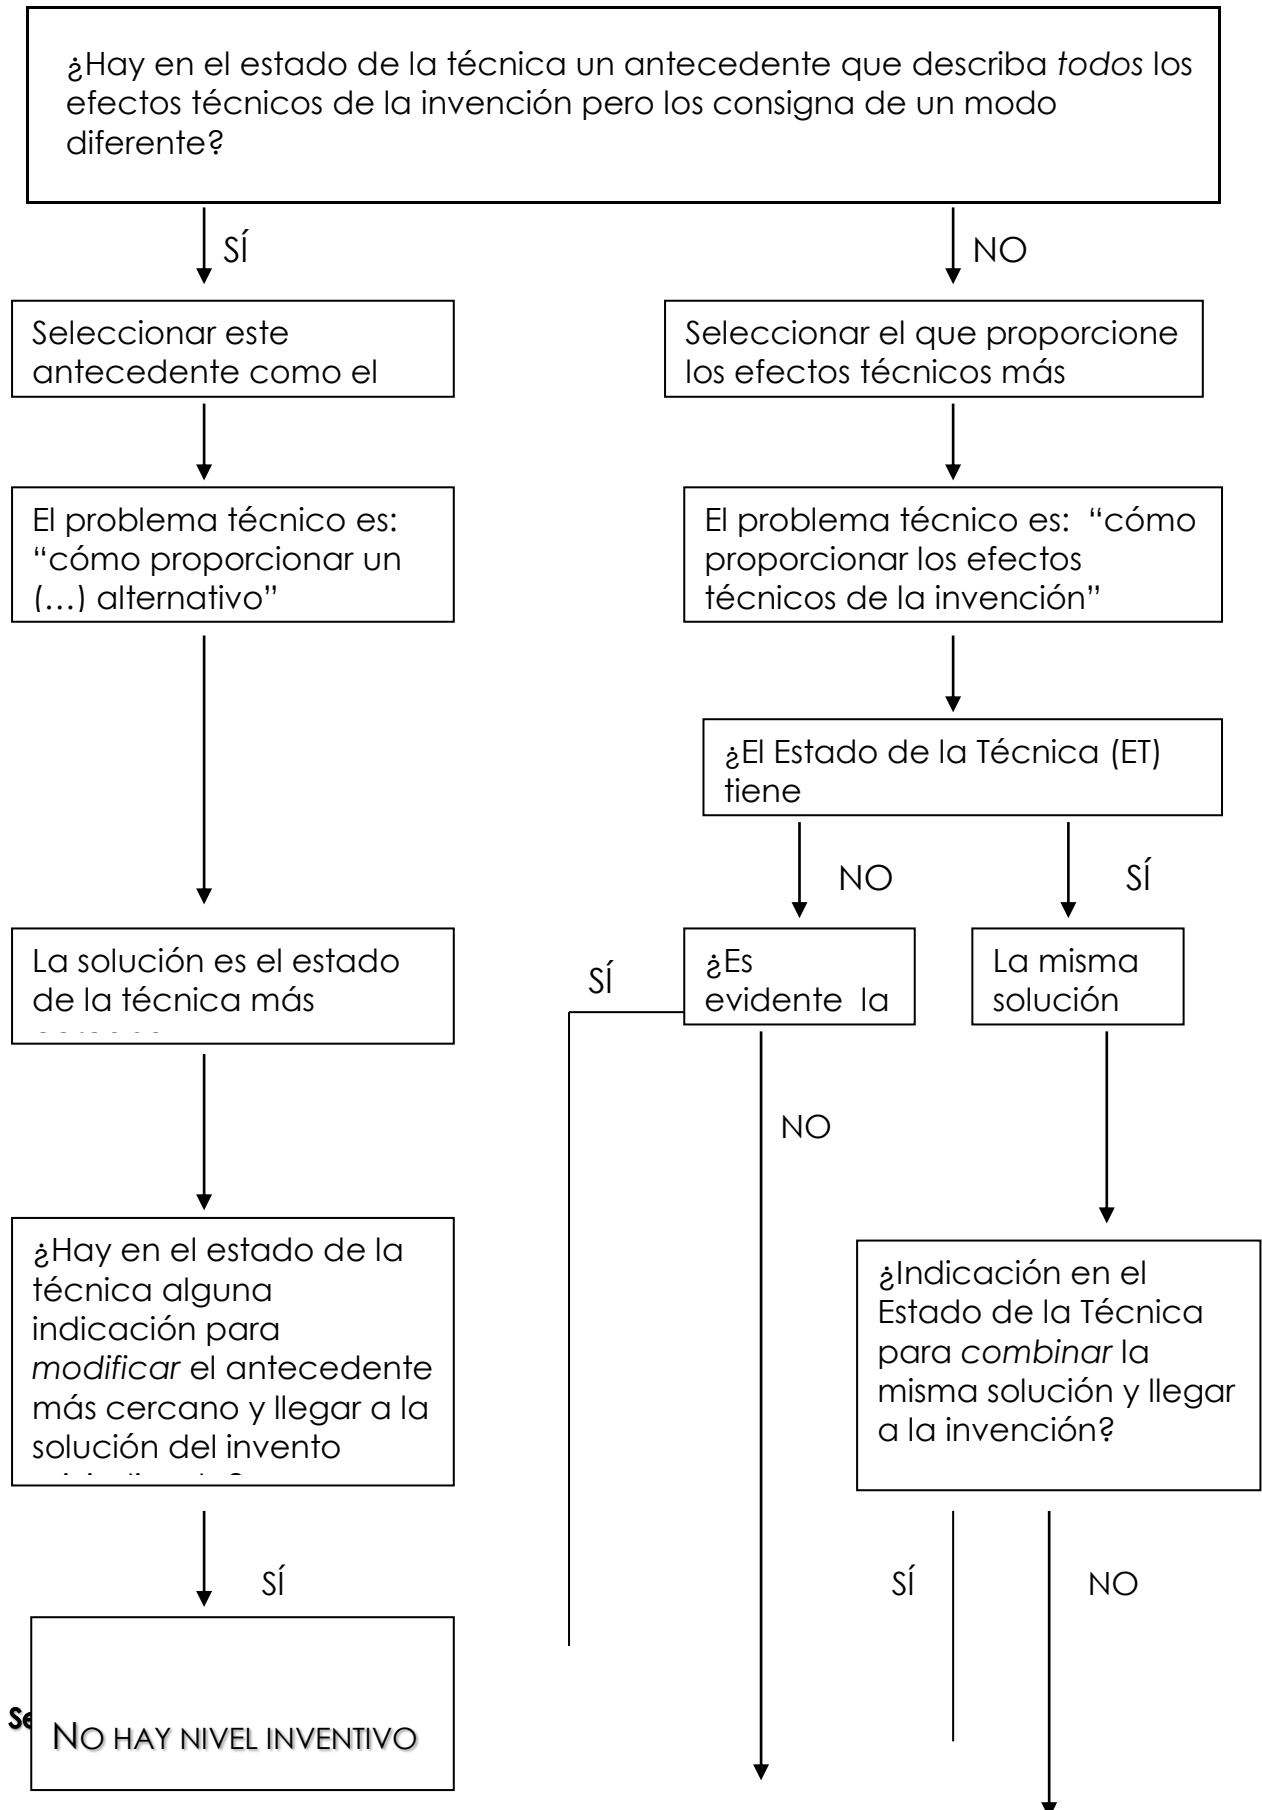 ¿Hay en el estado de la técnica un antecedente que describa todos los
efectos técnicos de la invención pero los consigna de un modo
diferente?
SÍ
NO
Seleccionar este
antecedente como el
Seleccionar el que proporcione
los efectos técnicos más
El problema técnico es:
“cómo proporcionar un
(…) alternativo”
El problema técnico es: “cómo
proporcionar los efectos
técnicos de la invención”
¿El Estado de la Técnica (ET)
tiene
NO
SÍ
La solución es el estado
de la técnica más
SÍ
¿Es
evidente la
La misma
solución
NO
¿Hay en el estado de la
técnica alguna
indicación para
modificar el antecedente
más cercano y llegar a la
solución del invento
¿Indicación en el
Estado de la Técnica
para combinar la
misma solución y llegar
a la invención?
SÍ
SÍ
NO
Se
NO HAY NIVEL INVENTIVO